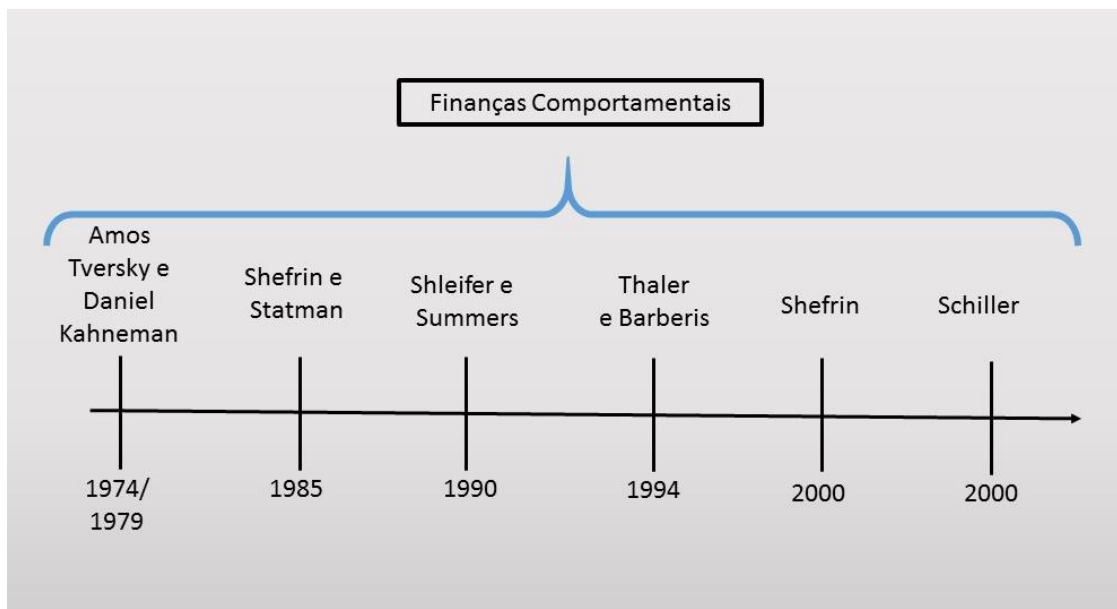 Finanças Comportamentais
Amos
Tversky e
Daniel
Kahneman
Shefrin e
Statman
Shleifer e
Summers
Thaler
e Barberis
Shefrin
Schiller
1974/
1979
1985
1990
1994
2000
2000